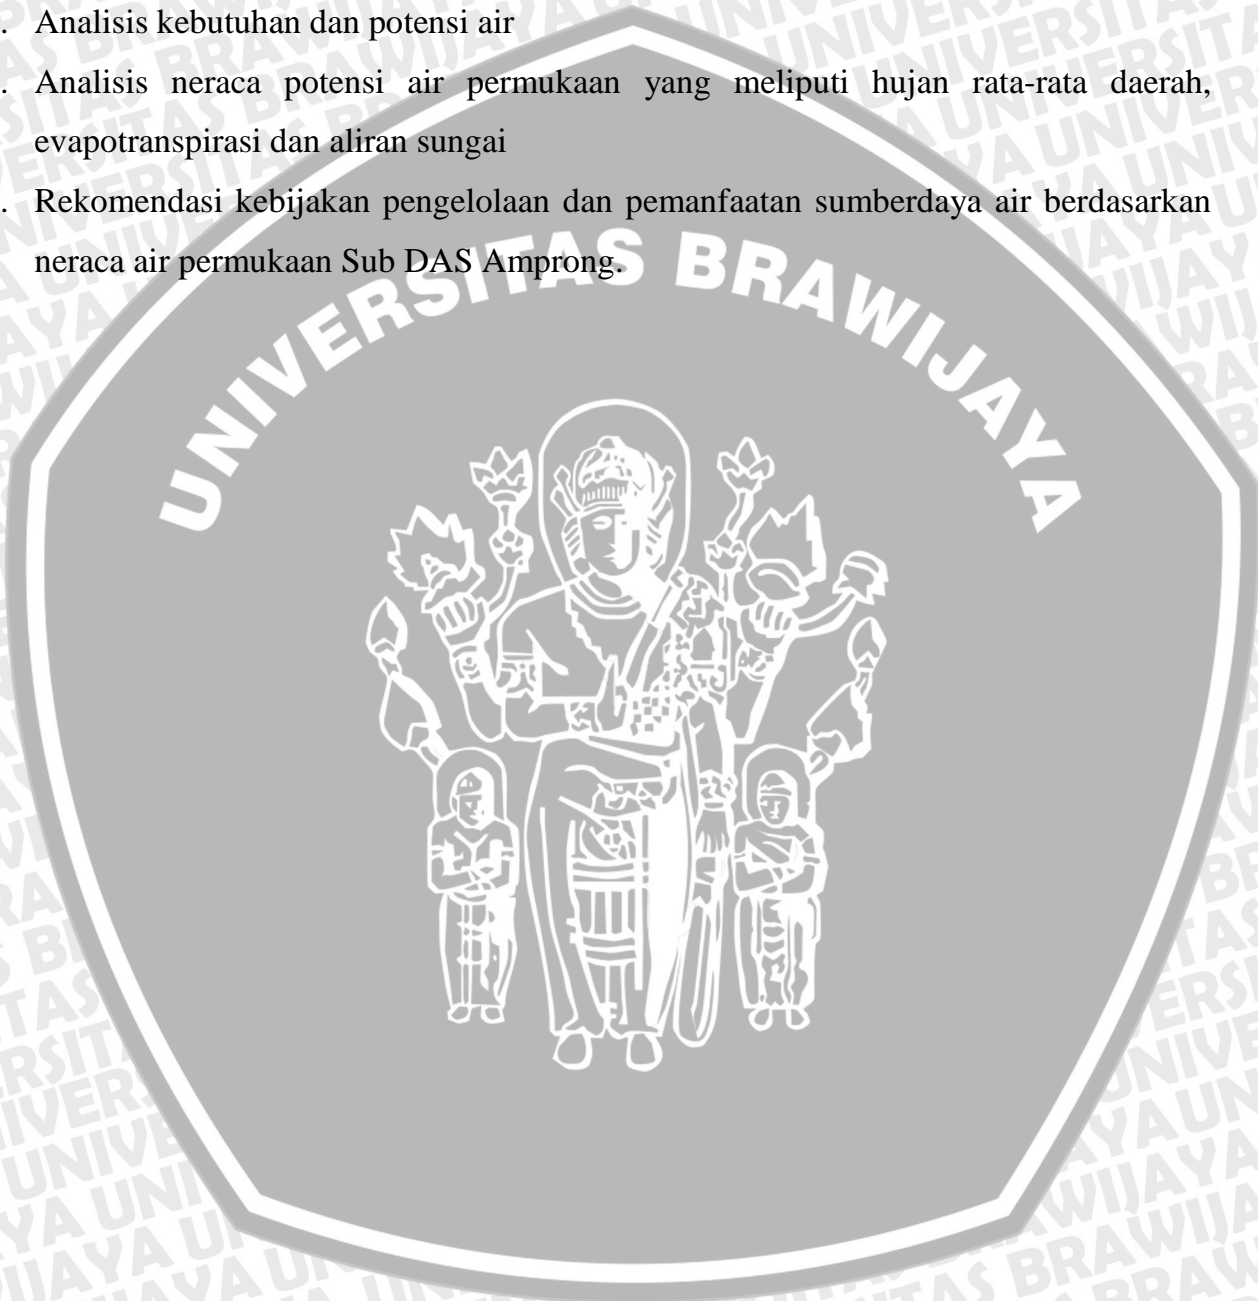 . Analisis kebutuhan dan potensi air
. Analisis neraca potensi air permukaan yang meliputi hujan rata-rata daerah,
evapotranspirasi dan aliran sungai
. Rekomendasi kebijakan pengelolaan dan pemanfaatan sumberdaya air berdasarkan
neraca air permukaan Sub DAS Amprong.
UNIVERSITAS BRAWIJAYA